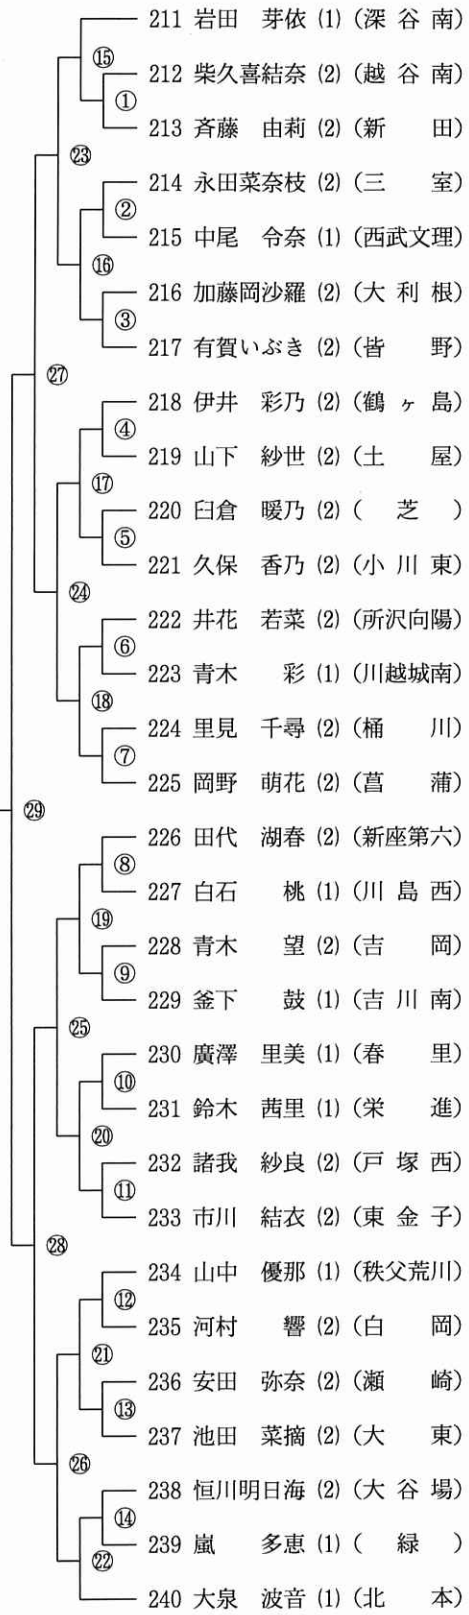 211 岩田 芽依 (1) (深谷南)
⑮
212 柴久喜結奈 (2) (越谷南)
①
213 斉藤 由莉 (2) (新田)
㉓
214 永田菜奈枝 (2) (三室)
②
215 中尾 令奈 (1) (西武文理)
⑯
216 加藤岡沙羅 (2) (大利根)
③
217 有賀いぶき (2) (皆野)
㉗
218 伊井 彩乃 (2) (鶴ヶ島)
④
219 山下 紗世 (2) (土屋)
⑰
220 臼倉 暖乃 (2) (芝)
⑤
221 久保 香乃 (2) (小川東)
㉔
222 井花 若菜 (2) (所沢向陽)
⑥
223 青木 彩 (1) (川越城南)
⑱
224 里見 千尋 (2) (桶川)
⑦
225 岡野 萌花 (2) (菖蒲)
㉙
226 田代 湖春 (2) (新座第六)
⑧
227 白石 桃 (1) (川島西)
⑲
228 青木 望 (2) (吉岡)
⑨
229 釜下 鼓 (1) (吉川南)
㉕
230 廣澤 里美 (1) (春里)
⑩
231 鈴木 茜里 (1) (栄進)
⑳
232 諸我 紗良 (2) (戸塚西)
⑪
233 市川 結衣 (2) (東金子)
㉘
234 山中 優那 (1) (秩父荒川)
⑫
235 河村 響 (2) (白岡)
㉑
236 安田 弥奈 (2) (瀬崎)
⑬
237 池田 菜摘 (2) (大東)
㉖
238 恒川明日海 (2) (大谷場)
⑭
239 嵐 多恵 (1) (緑)
㉒
240 大泉 波音 (1) (北本)